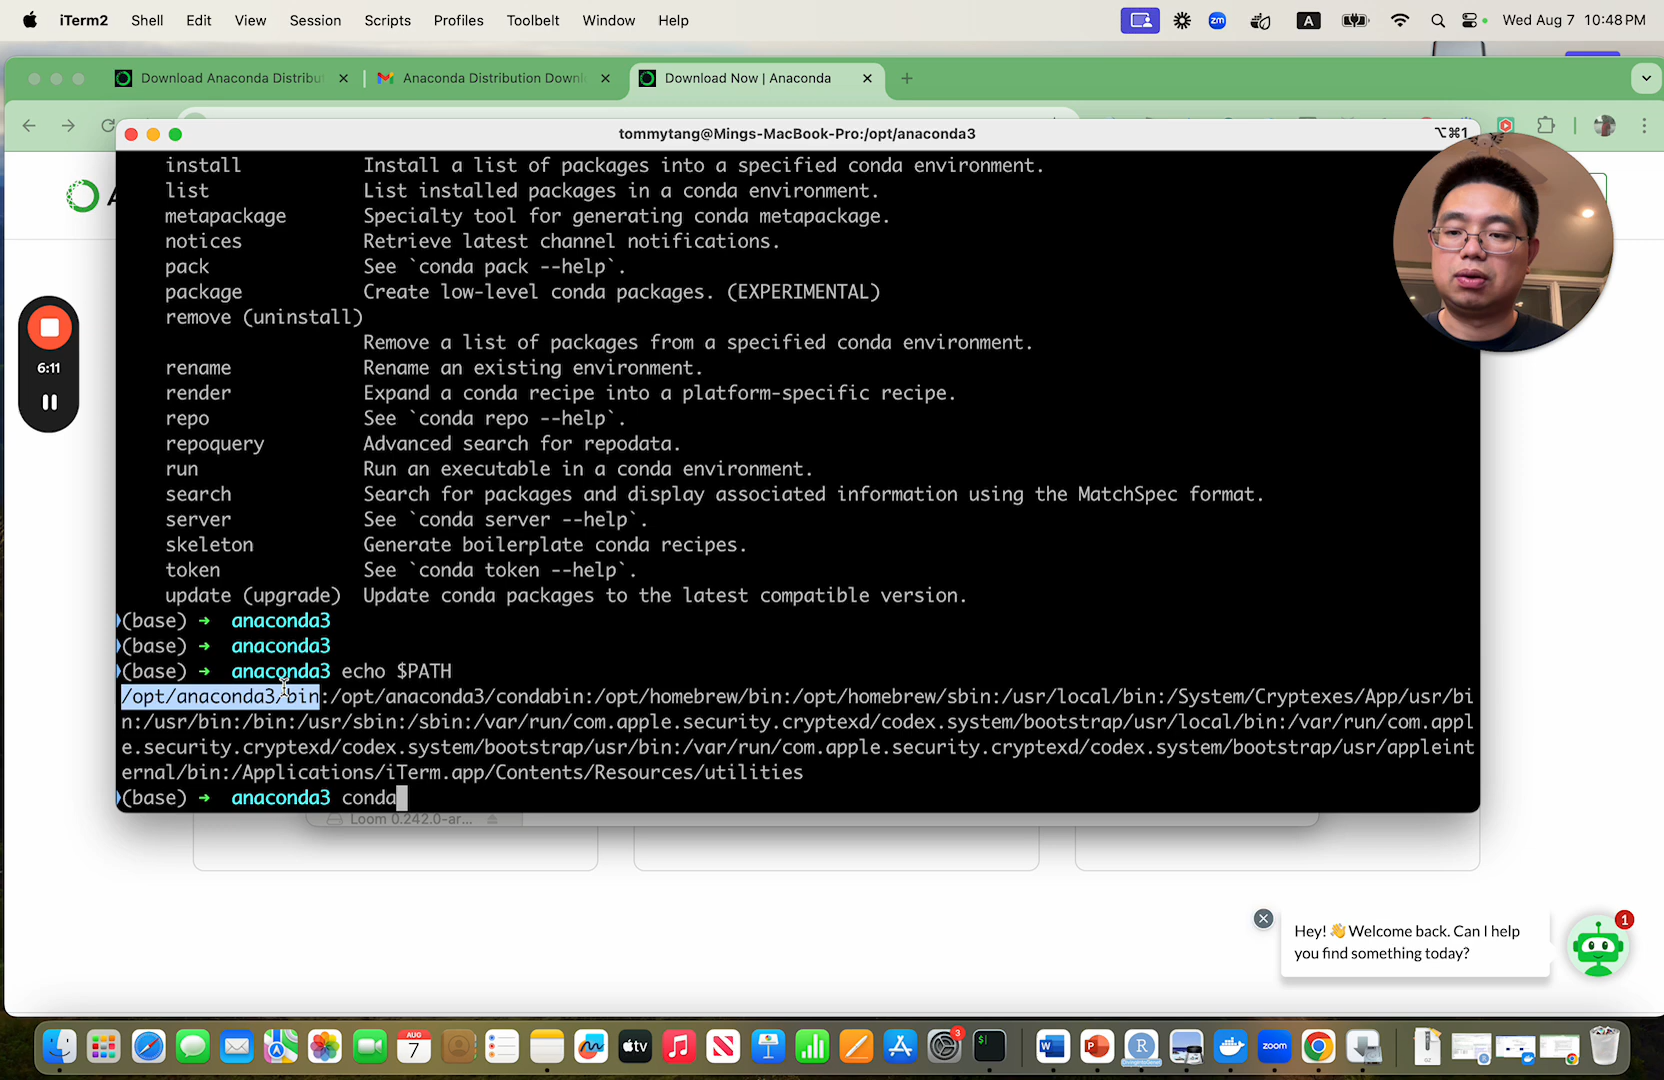 iTerm2 Shell Edit View Session Scripts Profiles Toolbelt Window Help zm A Wed Aug 7 10:48 PM
Download Anaconda Distribut Anaconda Distribution Downl Download Now | Anaconda
tommytang@Mings-MacBook-Pro:/opt/anaconda3 ⌥⌘1
install Install a list of packages into a specified conda environment.
list List installed packages in a conda environment.
metapackage Specialty tool for generating conda metapackage.
notices Retrieve latest channel notifications.
pack See `conda pack --help`.
package Create low-level conda packages. (EXPERIMENTAL)
remove (uninstall)
Remove a list of packages from a specified conda environment.
rename Rename an existing environment.
render Expand a conda recipe into a platform-specific recipe.
repo See `conda repo --help`.
repoquery Advanced search for repodata.
run Run an executable in a conda environment.
search Search for packages and display associated information using the MatchSpec format.
server See `conda server --help`.
skeleton Generate boilerplate conda recipes.
token See `conda token --help`.
update (upgrade) Update conda packages to the latest compatible version.
(base) ➜ anaconda3
(base) ➜ anaconda3
(base) ➜ anaconda3 echo $PATH
/opt/anaconda3/bin:/opt/anaconda3/condabin:/opt/homebrew/bin:/opt/homebrew/sbin:/usr/local/bin:/System/Cryptexes/App/usr/bi
n:/usr/bin:/bin:/usr/sbin:/sbin:/var/run/com.apple.security.cryptexd/codex.system/bootstrap/usr/local/bin:/var/run/com.appl
e.security.cryptexd/codex.system/bootstrap/usr/bin:/var/run/com.apple.security.cryptexd/codex.system/bootstrap/usr/appleint
ernal/bin:/Applications/iTerm.app/Contents/Resources/utilities
(base) ➜ anaconda3 conda
6:11
Loom 0.242.0-ar...
Hey! 👋 Welcome back. Can I help
you find something today?
1
AUG
7
tv
3
$
W
P
R
zoom